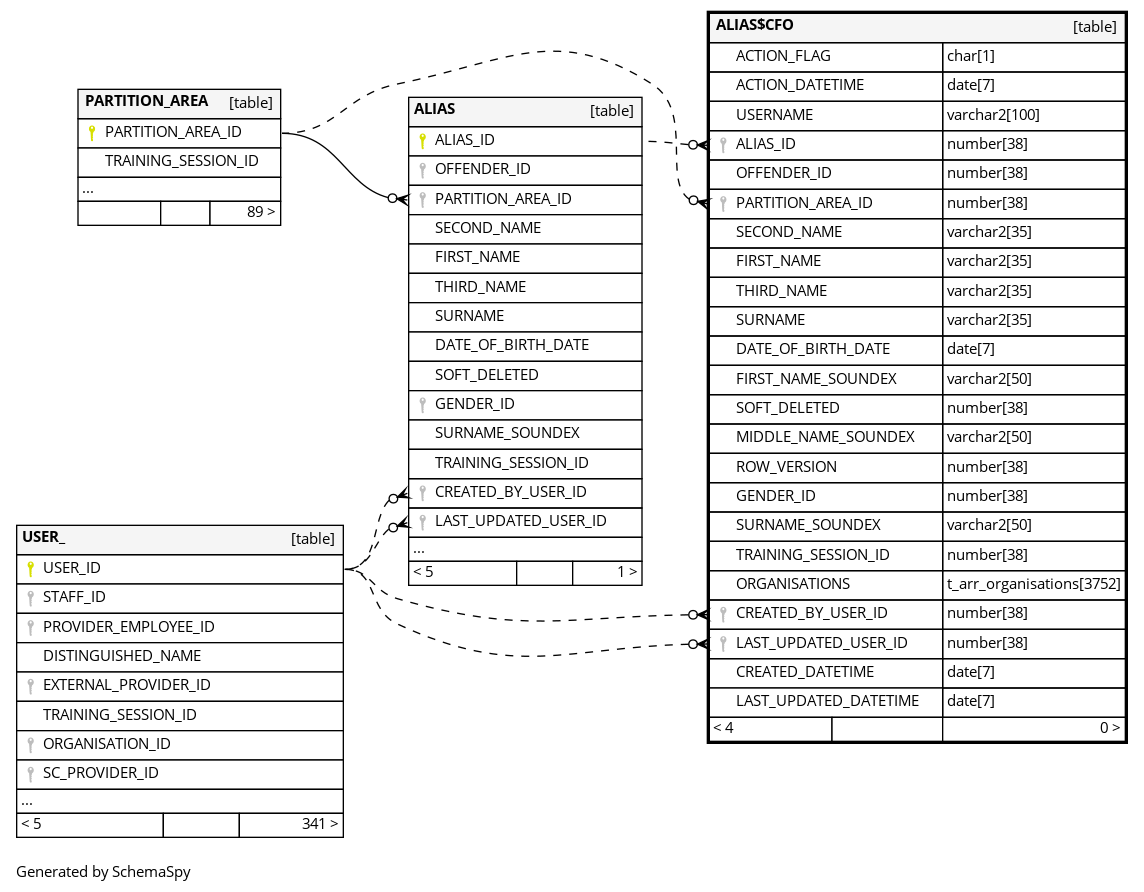 PARTITION_AREA [table]
PARTITION_AREA_ID
TRAINING_SESSION_ID
...
89 >
ALIAS [table]
ALIAS_ID
OFFENDER_ID
PARTITION_AREA_ID
SECOND_NAME
FIRST_NAME
THIRD_NAME
SURNAME
DATE_OF_BIRTH_DATE
SOFT_DELETED
GENDER_ID
SURNAME_SOUNDEX
TRAINING_SESSION_ID
CREATED_BY_USER_ID
LAST_UPDATED_USER_ID
...
< 5 1 >
ALIAS$CFO [table]
ACTION_FLAG char[1]
ACTION_DATETIME date[7]
USERNAME varchar2[100]
ALIAS_ID number[38]
OFFENDER_ID number[38]
PARTITION_AREA_ID number[38]
SECOND_NAME varchar2[35]
FIRST_NAME varchar2[35]
THIRD_NAME varchar2[35]
SURNAME varchar2[35]
DATE_OF_BIRTH_DATE date[7]
FIRST_NAME_SOUNDEX varchar2[50]
SOFT_DELETED number[38]
MIDDLE_NAME_SOUNDEX varchar2[50]
ROW_VERSION number[38]
GENDER_ID number[38]
SURNAME_SOUNDEX varchar2[50]
TRAINING_SESSION_ID number[38]
ORGANISATIONS t_arr_organisations[3752]
CREATED_BY_USER_ID number[38]
LAST_UPDATED_USER_ID number[38]
CREATED_DATETIME date[7]
LAST_UPDATED_DATETIME date[7]
< 4 0 >
USER_ [table]
USER_ID
STAFF_ID
PROVIDER_EMPLOYEE_ID
DISTINGUISHED_NAME
EXTERNAL_PROVIDER_ID
TRAINING_SESSION_ID
ORGANISATION_ID
SC_PROVIDER_ID
...
< 5 341 >
Generated by SchemaSpy